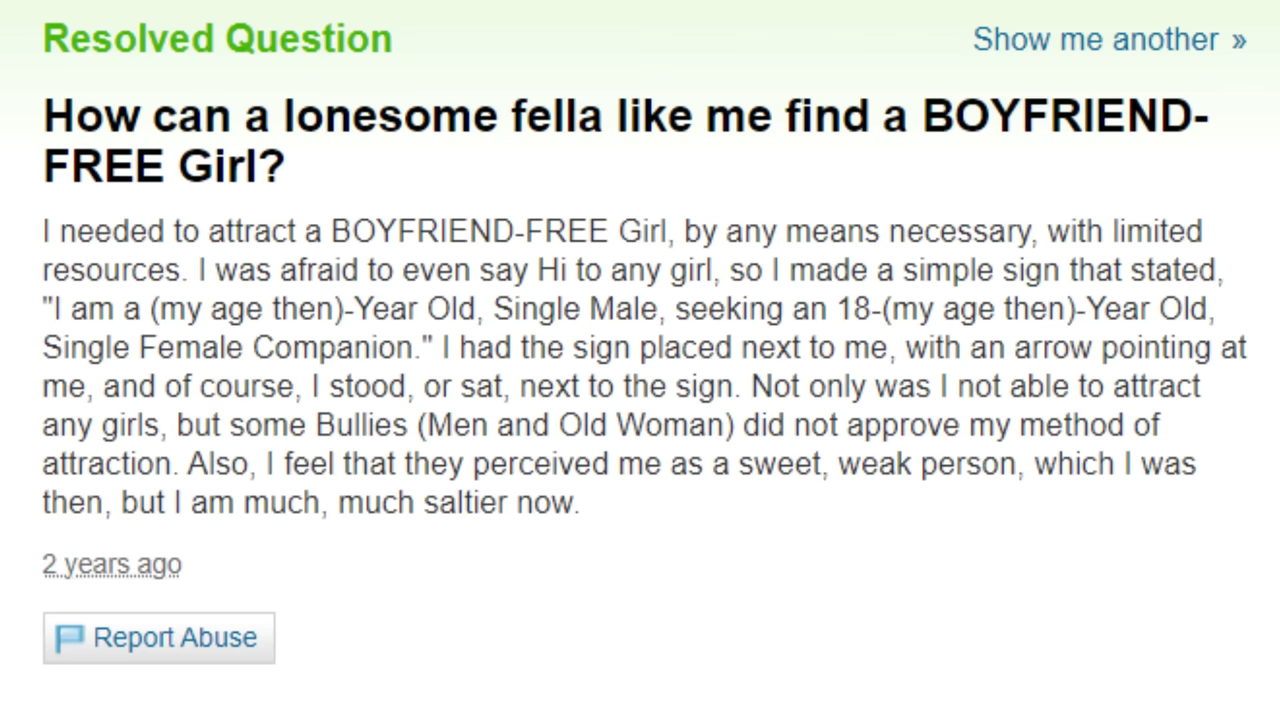 Resolved Question
Show me another »
How can a lonesome fella like me find a BOYFRIEND-
FREE Girl?
I needed to attract a BOYFRIEND-FREE Girl, by any means necessary, with limited
resources. I was afraid to even say Hi to any girl, so I made a simple sign that stated,
"I am a (my age then)-Year Old, Single Male, seeking an 18-(my age then)-Year Old,
Single Female Companion." I had the sign placed next to me, with an arrow pointing at
me, and of course, I stood, or sat, next to the sign. Not only was I not able to attract
any girls, but some Bullies (Men and Old Woman) did not approve my method of
attraction. Also, I feel that they perceived me as a sweet, weak person, which I was
then, but I am much, much saltier now.
2 years ago
Report Abuse